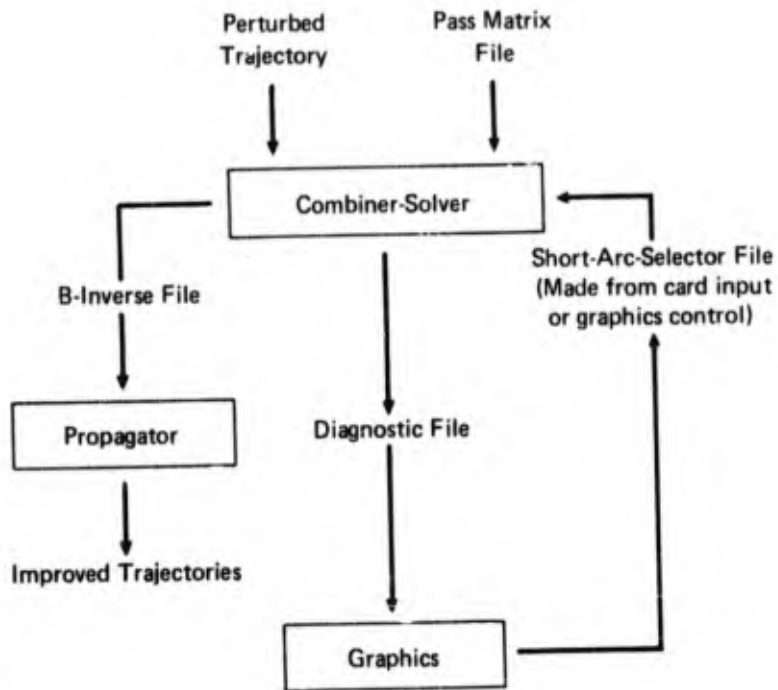 Perturbed
Trajectory
Pass Matrix
File
Combiner-Solver
Short-Arc-Selector File
(Made from card input
or graphics control)
B-Inverse File
Propagator
Diagnostic File
Improved Trajectories
Graphics